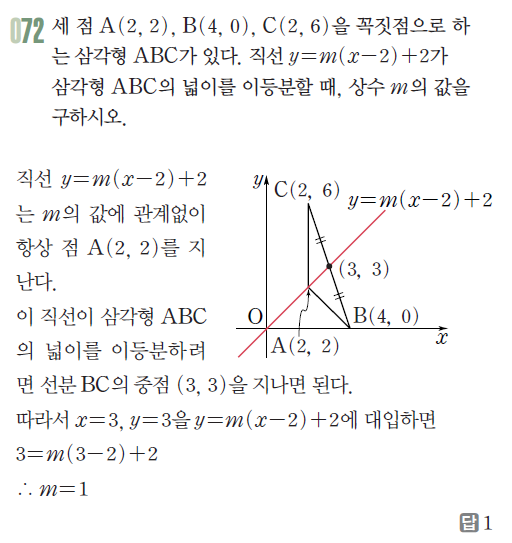 072 세 점 A(2, 2), B(4, 0), C(2, 6)을 꼭짓점으로 하
는 삼각형 ABC가 있다. 직선 y=m(x-2)+2가
삼각형 ABC의 넓이를 이등분할 때, 상수 m의 값을
구하시오.
직선 y=m(x-2)+2
는 m의 값에 관계없이
항상 점 A(2, 2)를 지
난다.
이 직선이 삼각형 ABC
의 넓이를 이등분하려
y
C(2, 6)
y=m(x-2)+2
(3, 3)
O
B(4, 0)
x
A(2, 2)
면 선분 BC의 중점 (3, 3)을 지나면 된다.
따라서 x=3, y=3을 y=m(x-2)+2에 대입하면
3=m(3-2)+2
∴ m=1
답 1